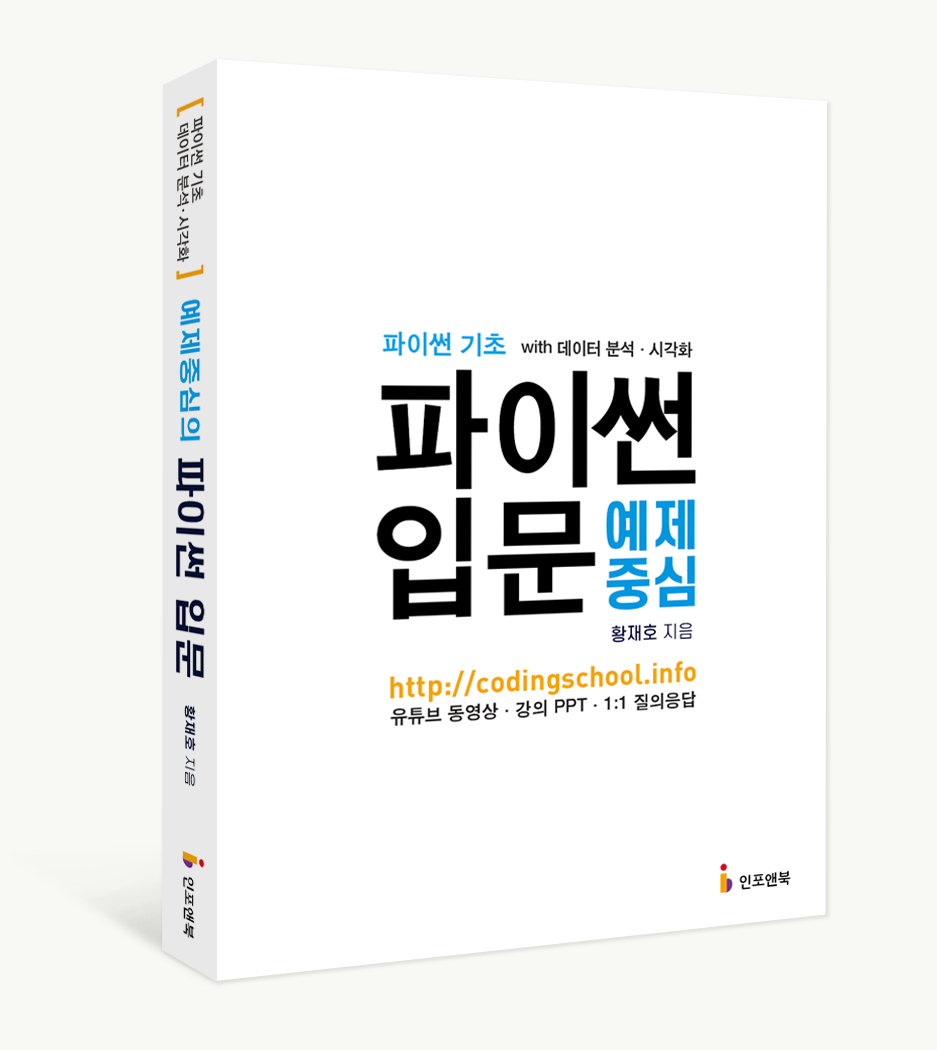 [ 파이썬 기초
데이터 분석·시각화 ]
예제중심의 파이썬 입문
황재호 지음
인포앤북
파이썬 기초 with 데이터 분석·시각화
파이썬
입문 예제
중심
황재호 지음
http://codingschool.info
유튜브 동영상 · 강의 PPT · 1:1 질의응답
인포앤북